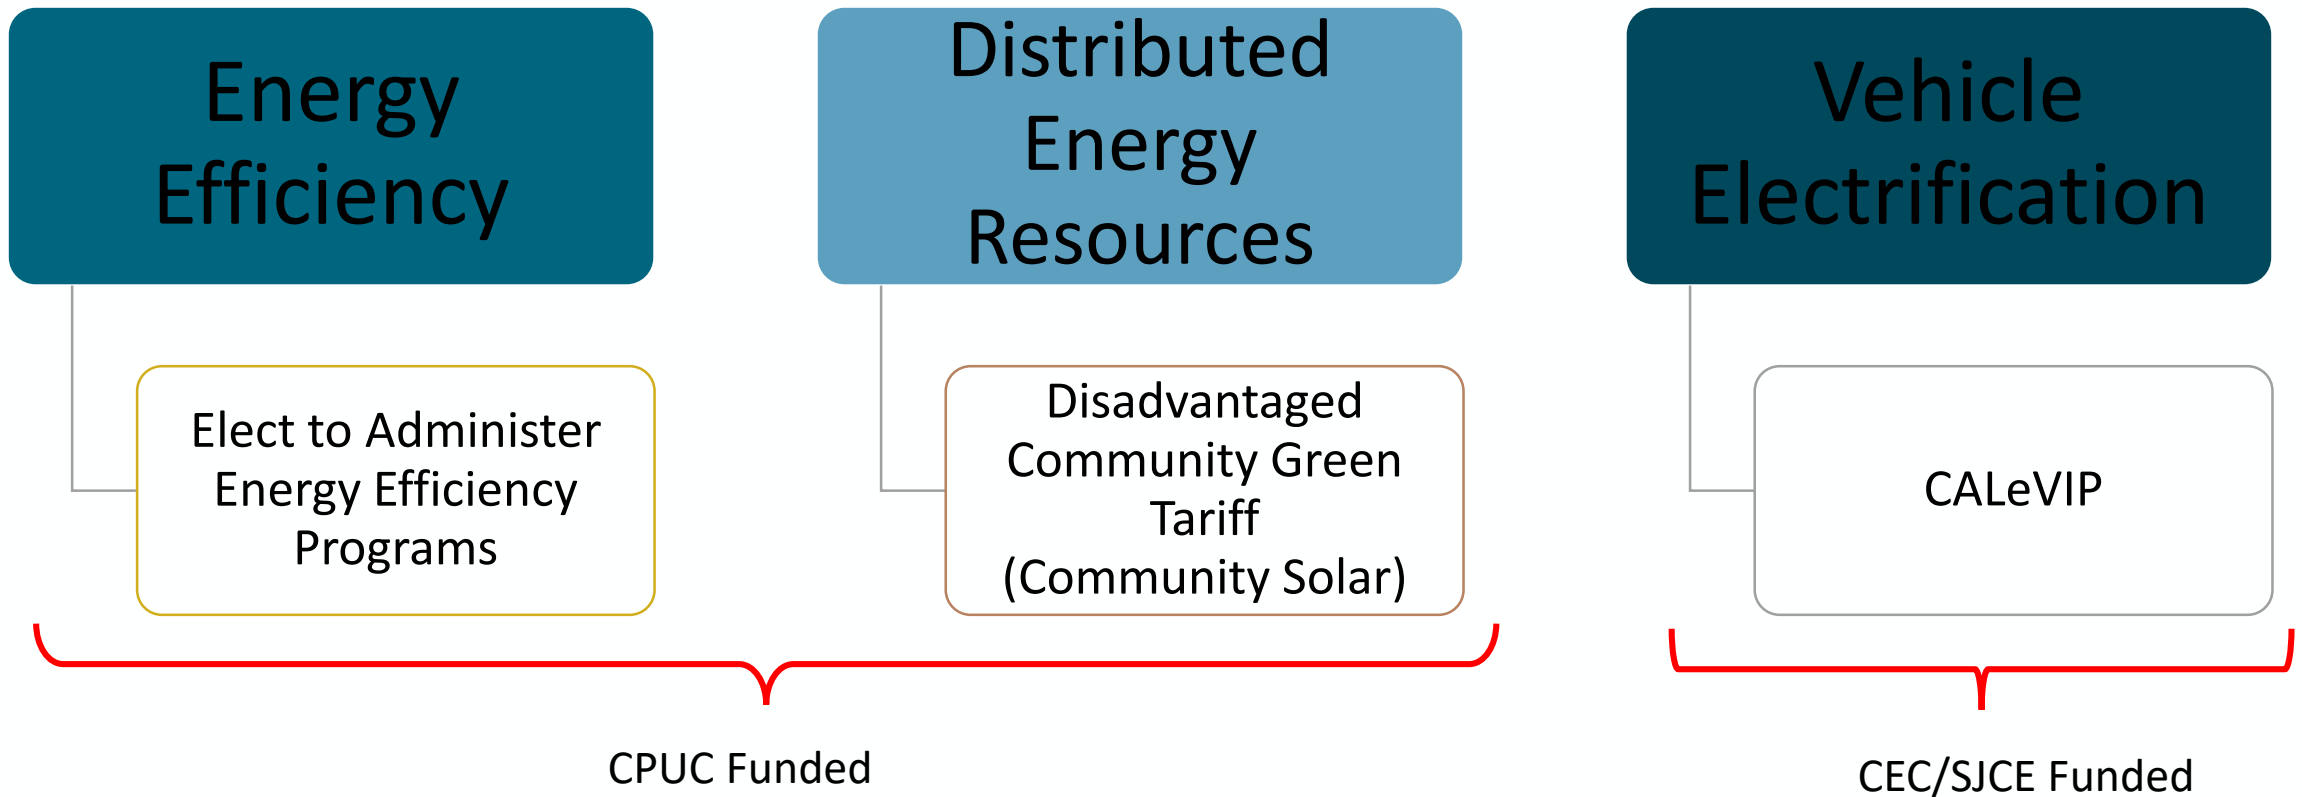 Energy
Efficiency
Elect to Administer
Energy Efficiency
Programs
Distributed
Energy
Resources
Disadvantaged
Community Green
Tariff
(Community Solar)
Vehicle
Electrification
CALeVIP
CPUC Funded
CEC/SJCE Funded